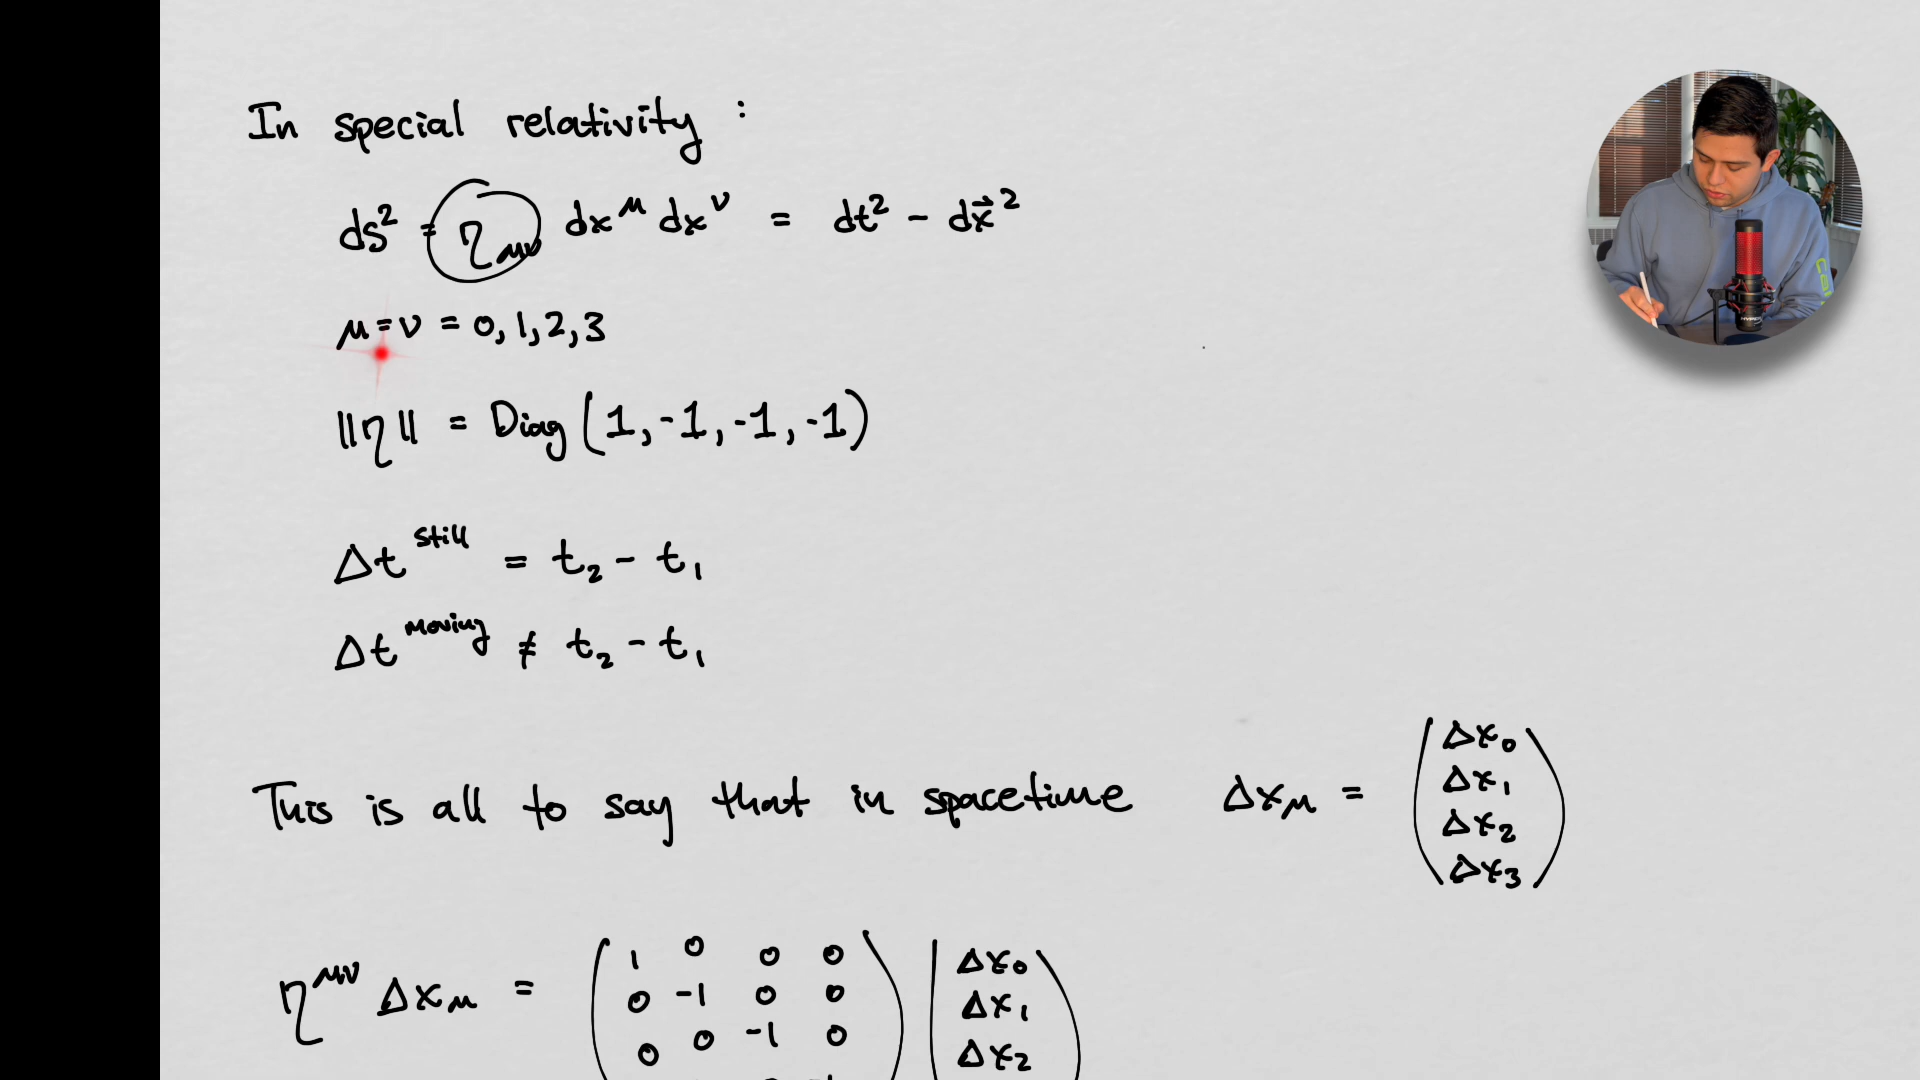 In special relativity :
ds² = η_μν dx^μ dx^ν = dt² - dx⃗²
μ = ν = 0, 1, 2, 3
||η|| = Diag (1, -1, -1, -1)
Δt^still = t₂ - t₁
Δt^moving ≠ t₂ - t₁
This is all to say that in spacetime Δx_μ = (Δx₀
Δx₁
Δx₂
Δx₃)
η^μν Δx_μ = (1 0 0 0 | Δx₀
0 -1 0 0 Δx₁
0 0 -1 0 Δx₂